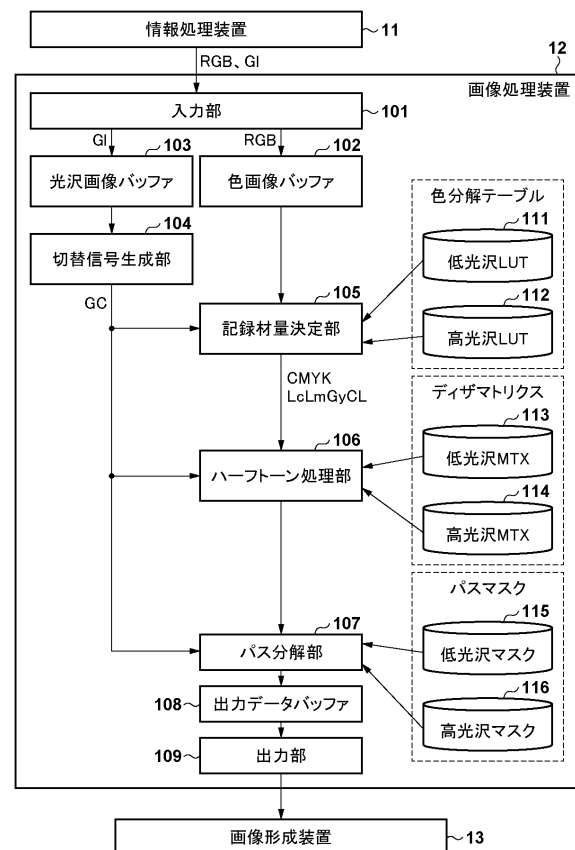 情報処理装置
11
RGB、GI
12
画像処理装置
入力部
101
GI
RGB
103
102
光沢画像バッファ
色画像バッファ
104
切替信号生成部
GC
色分解テーブル
111
低光沢LUT
112
高光沢LUT
105
記録材量決定部
CMYK
LcLmGyCL
ディザマトリクス
113
低光沢MTX
114
高光沢MTX
106
ハーフトーン処理部
パスマスク
115
低光沢マスク
116
高光沢マスク
107
パス分解部
108
出力データバッファ
109
出力部
画像形成装置
13